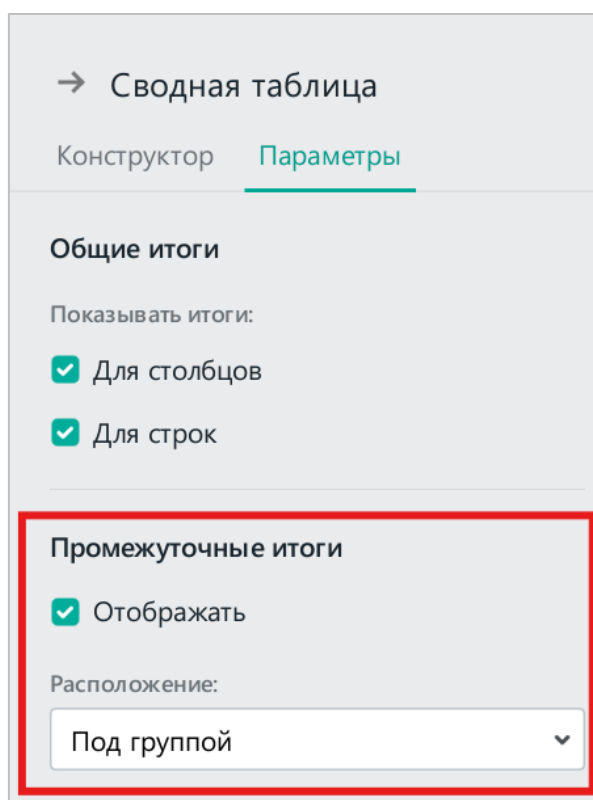 Сводная таблица
Конструктор Параметры
Общие итоги
Показывать итоги:
Для столбцов
Для строк
Промежуточные итоги
Отображать
Расположение:
Под группой